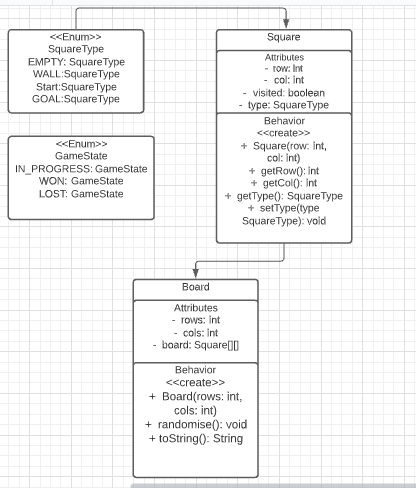 <<Enum>>
SquareType
EMPTY: SquareType
WALL:SquareType
Start:SquareType
GOAL:SquareType
<<Enum>>
GameState
IN_PROGRESS: GameState
WON: GameState
LOST: GameState
Square
Attributes
- row: Int
- col: int
- visited: boolean
- type: SquareType
Behavior
<<create>>
+ Square(row: int,
col: int)
+ getRow(): int
+ getCol(): int
+ getType(): SquareType
+ setType(type
SquareType): void
Board
Attributes
- rows: Int
- cols: int
- board: Square[][]
Behavior
<<create>>
+ Board(rows: int,
cols: int)
+ randomise(): void
+ toString(): String